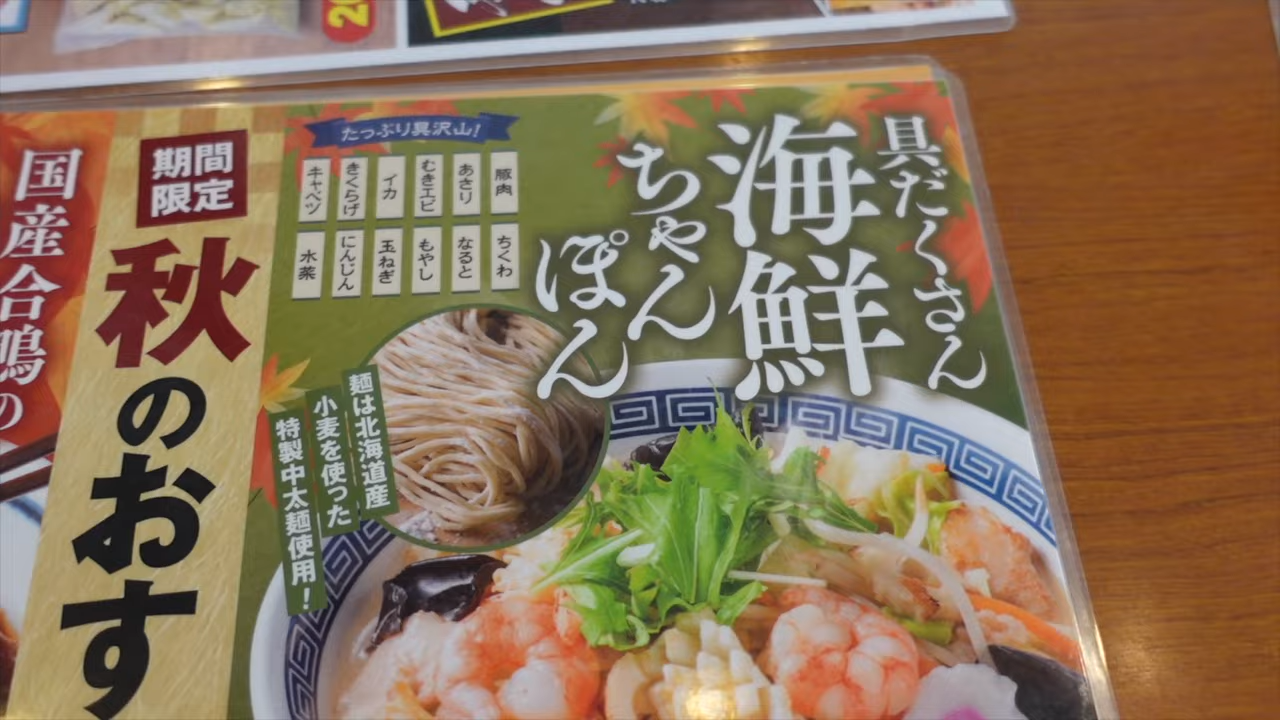 具だくさん
海鮮
ちゃんぽん
たっぷり具沢山!
豚肉
あさり
むきエビ
イカ
きくらげ
キャベツ
ちくわ
なると
もやし
玉ねぎ
にんじん
水菜
麺は北海道産
小麦を使った
特製中太麺使用!
期間
限定
秋のおす
国産合鴨の